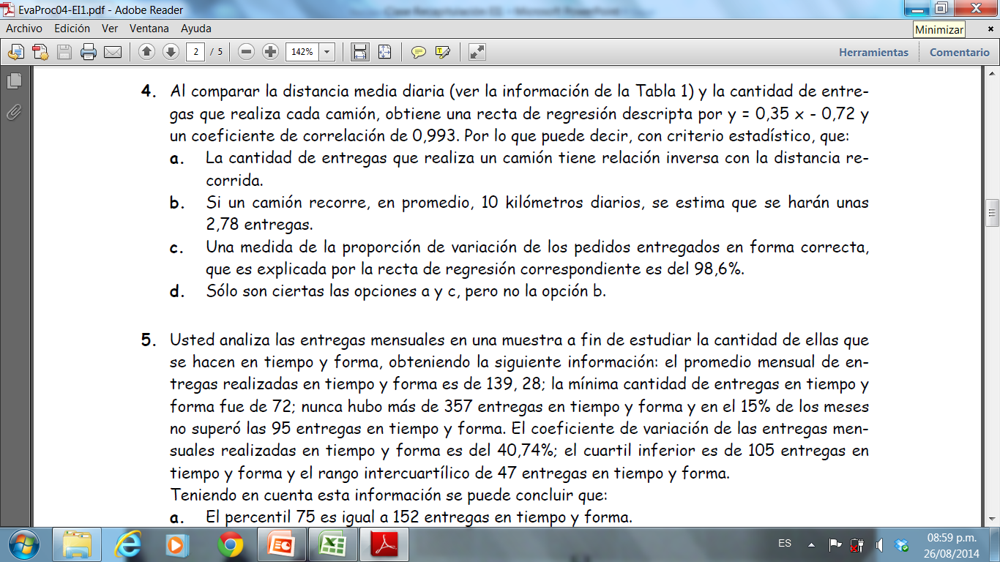 EvaProc04-EI1.pdf - Adobe Reader
Archivo Edición Ver Ventana Ayuda
Minimizar
2 / 5 142% Herramientas Comentario
4. Al comparar la distancia media diaria (ver la información de la Tabla 1) y la cantidad de entre-
gas que realiza cada camión, obtiene una recta de regresión descripta por y = 0,35 x - 0,72 y
un coeficiente de correlación de 0,993. Por lo que puede decir, con criterio estadístico, que:
a. La cantidad de entregas que realiza un camión tiene relación inversa con la distancia re-
corrida.
b. Si un camión recorre, en promedio, 10 kilómetros diarios, se estima que se harán unas
2,78 entregas.
c. Una medida de la proporción de variación de los pedidos entregados en forma correcta,
que es explicada por la recta de regresión correspondiente es del 98,6%.
d. Sólo son ciertas las opciones a y c, pero no la opción b.
5. Usted analiza las entregas mensuales en una muestra a fin de estudiar la cantidad de ellas que
se hacen en tiempo y forma, obteniendo la siguiente información: el promedio mensual de en-
tregas realizadas en tiempo y forma es de 139, 28; la mínima cantidad de entregas en tiempo y
forma fue de 72; nunca hubo más de 357 entregas en tiempo y forma y en el 15% de los meses
no superó las 95 entregas en tiempo y forma. El coeficiente de variación de las entregas men-
suales realizadas en tiempo y forma es del 40,74%; el cuartil inferior es de 105 entregas en
tiempo y forma y el rango intercuartílico de 47 entregas en tiempo y forma.
Teniendo en cuenta esta información se puede concluir que:
a. El percentil 75 es igual a 152 entregas en tiempo y forma.
ES
08:59 p.m.
26/08/2014